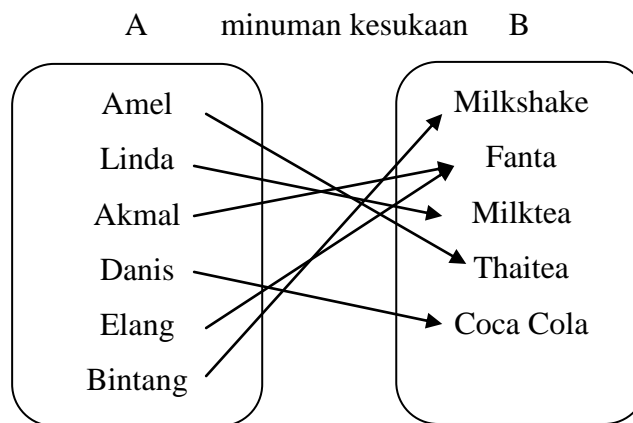 A minuman kesukaan B
Amel
Linda
Akmal
Danis
Elang
Bintang
Milkshake
Fanta
Milktea
Thaitea
Coca Cola